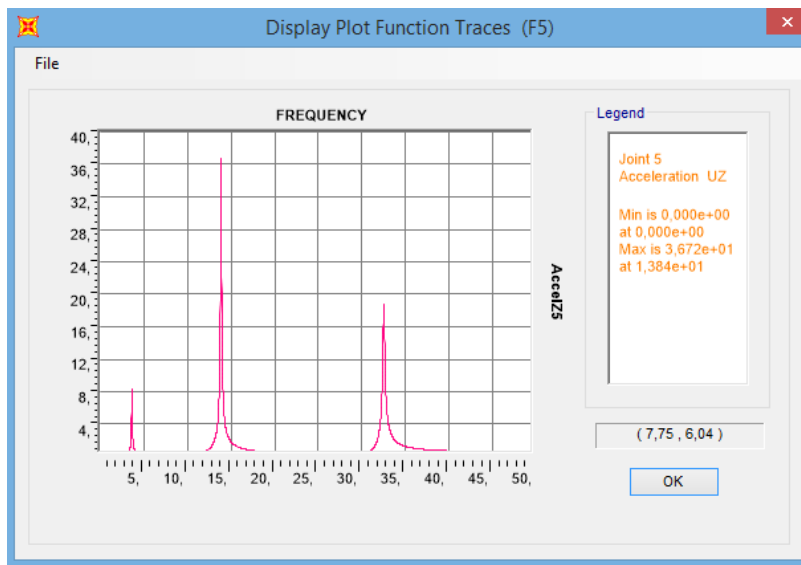 Display Plot Function Traces (F5)
File
FREQUENCY
40,
36,
32,
28,
24,
20,
16,
12,
8,
4,
5, 10, 15, 20, 25, 30, 35, 40, 45, 50,
AccelZ5
Legend
Joint 5
Acceleration UZ
Min is 0,000e+00
at 0,000e+00
Max is 3,672e+01
at 1,384e+01
( 7,75 , 6,04 )
OK